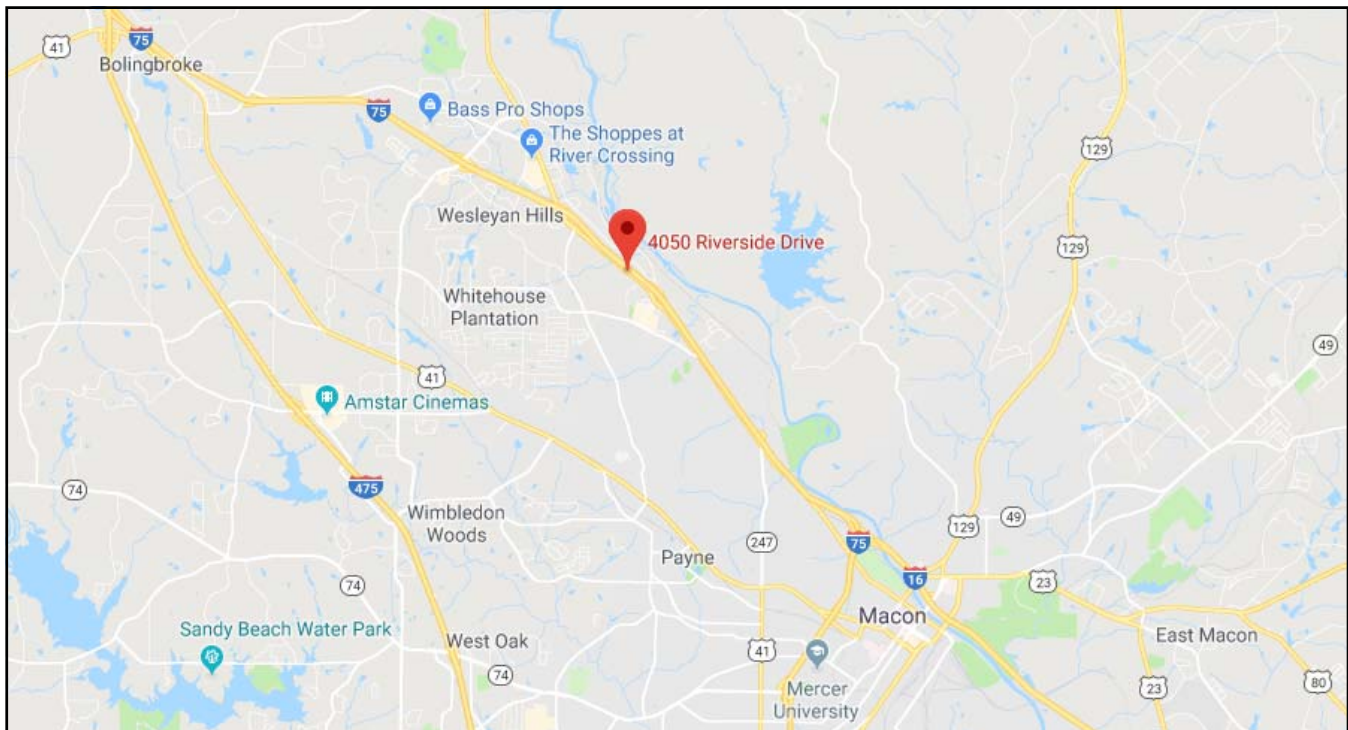 41
75
Bolingbroke
75
Bass Pro Shops
The Shoppes at
River Crossing
129
Wesleyan Hills
4050 Riverside Drive
129
Whitehouse
Plantation
49
41
Amstar Cinemas
74
475
Wimbledon
Woods
129
49
247
75
Payne
16
23
74
Macon
Sandy Beach Water Park
West Oak
East Macon
41
74
Mercer
University
23
80